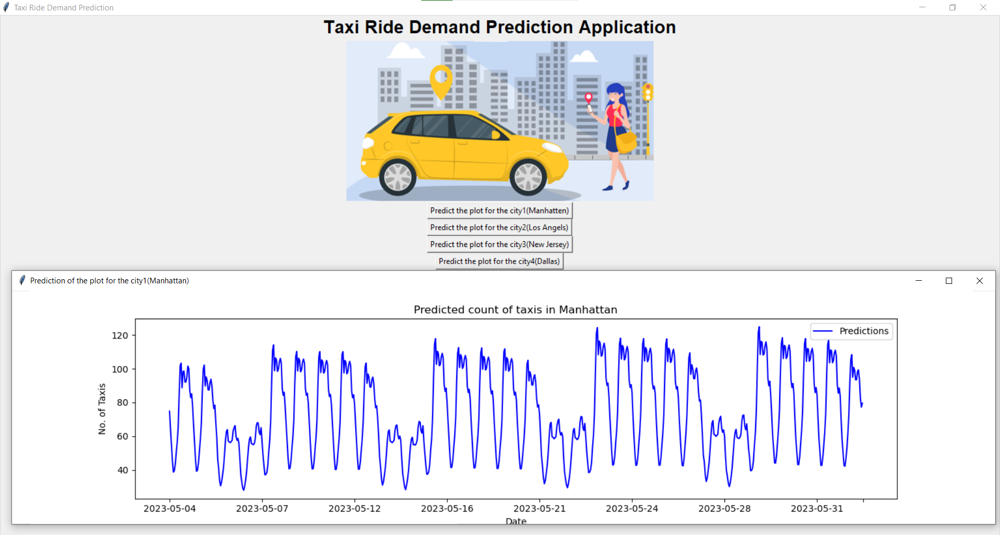 Taxi Ride Demand Prediction
Taxi Ride Demand Prediction Application
Predict the plot for the city1(Manhatten)
Predict the plot for the city2(Los Angels)
Predict the plot for the city3(New Jersey)
Predict the plot for the city4(Dallas)
Prediction of the plot for the city1(Manhattan)
Predicted count of taxis in Manhattan
Predictions
120
100
80
60
40
No. of Taxis
2023-05-04 2023-05-07 2023-05-12 2023-05-16 2023-05-21 2023-05-24 2023-05-28 2023-05-31
Date